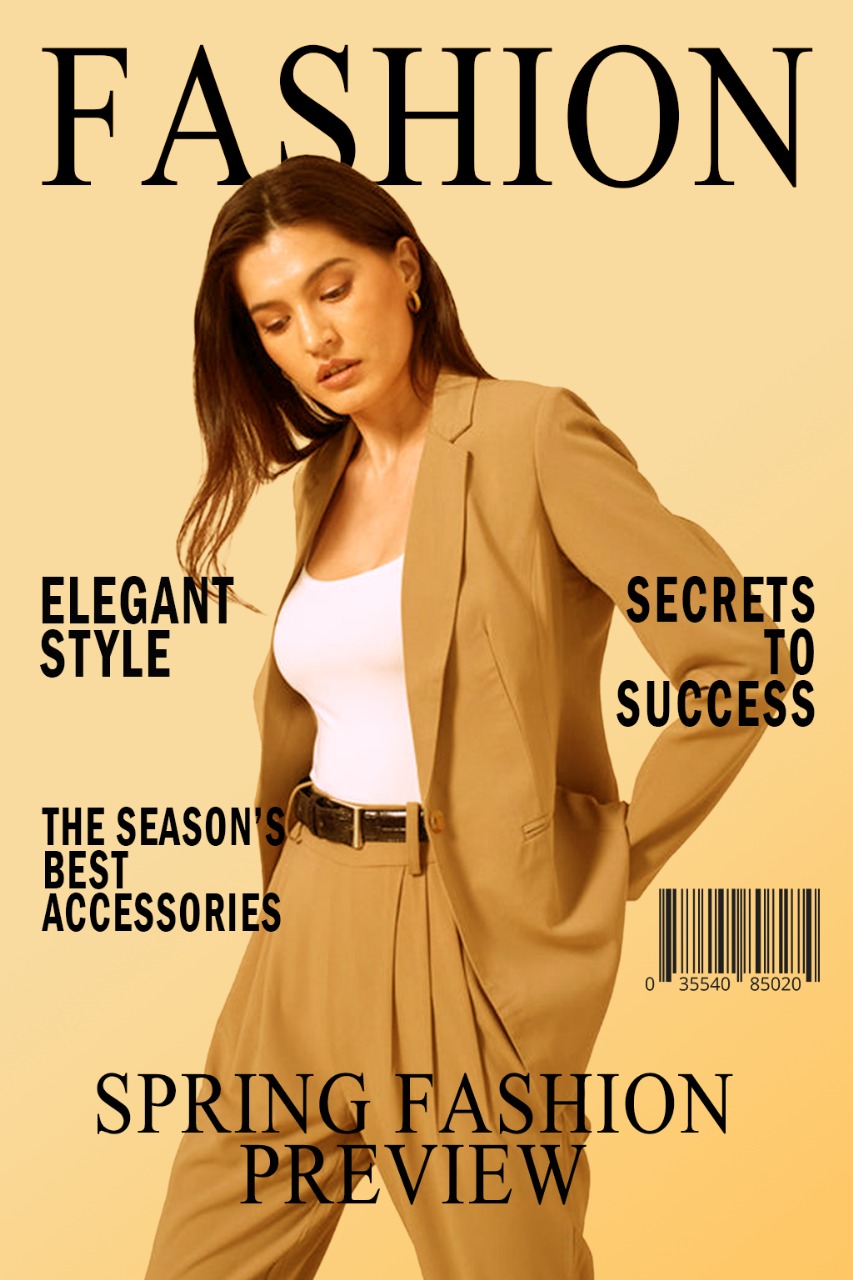 FASHION
ELEGANT
STYLE
SECRETS
TO
SUCCESS
THE SEASON'S
BEST
ACCESSORIES
0 35540 85020
SPRING FASHION
PREVIEW